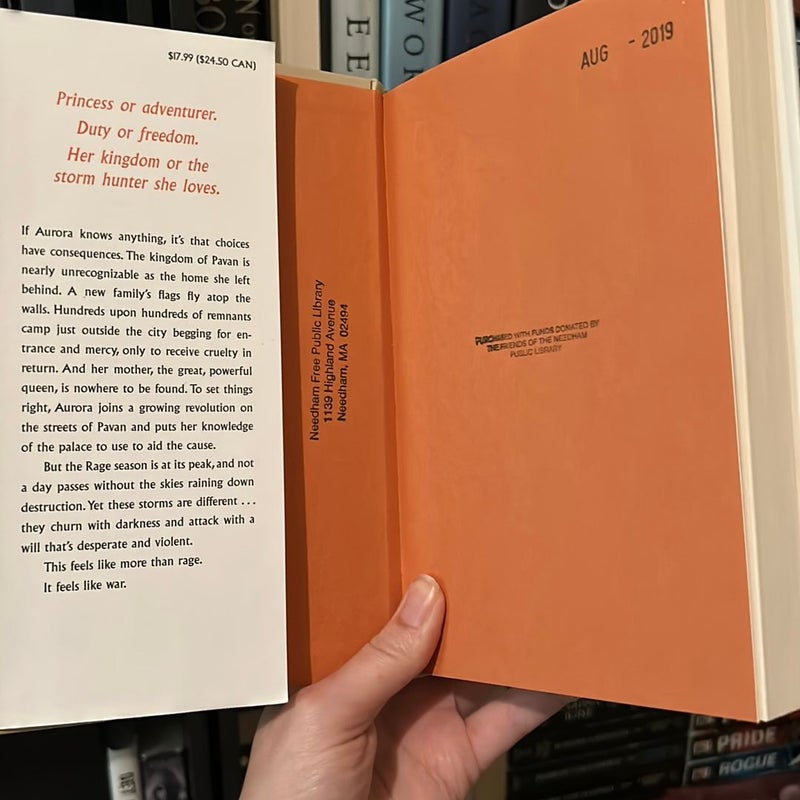 $17.99 ($24.50 CAN)
Princess or adventurer.
Duty or freedom.
Her kingdom or the
storm hunter she loves.
If Aurora knows anything, it's that choices
have consequences. The kingdom of Pavan is
nearly unrecognizable as the home she left
behind. A new family's flags fly atop the
walls. Hundreds upon hundreds of remnants
camp just outside the city begging for en-
trance and mercy, only to receive cruelty in
return. And her mother, the great, powerful
queen, is nowhere to be found. To set things
right, Aurora joins a growing revolution on
the streets of Pavan and puts her knowledge
of the palace to use to aid the cause.
But the Rage season is at its peak, and not
a day passes without the skies raining down
destruction. Yet these storms are different ...
they churn with darkness and attack with a
will that's desperate and violent.
This feels like more than rage.
It feels like war.
Needham Free Public Library
1139 Highland Avenue
Needham, MA 02494
AUG - 2019
PURCHASED WITH FUNDS DONATED BY
THE FRIENDS OF THE NEEDHAM
PUBLIC LIBRARY
PRIDE
ROGUE